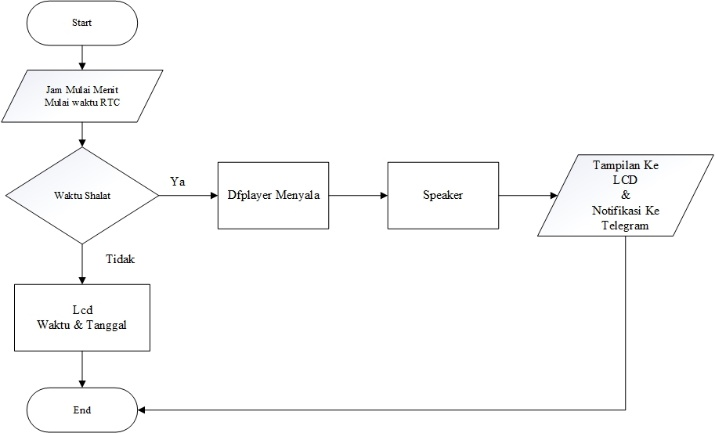 Start
Jam Mulai Menit
Mulai waktu RTC
Waktu Shalat
Ya
Dfplayer Menyala
Speaker
Tampilan Ke
LCD
&
Notifikasi Ke
Telegram
Tidak
Lcd
Waktu & Tanggal
End